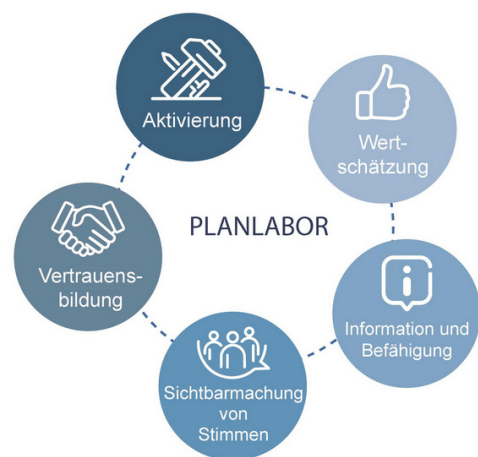 Aktivierung
Wert-
schätzung
PLANLABOR
Vertrauens-
bildung
Information und
Befähigung
Sichtbarmachung
von
Stimmen